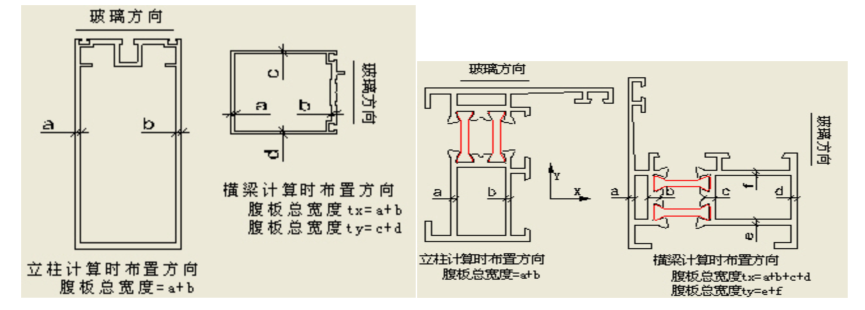 玻璃方向
a
b
立柱计算时布置方向
腹板总宽度=a+b
c
a
b
d
玻璃方向
横梁计算时布置方向
腹板总宽度tx=a+b
腹板总宽度ty=c+d
玻璃方向
a
b
Y
X
立柱计算时布置方向
腹板总宽度=a+b
玻璃方向
f
a
b
c
d
e
横梁计算时布置方向
腹板总宽度tx=a+b+c+d
腹板总宽度ty=e+f